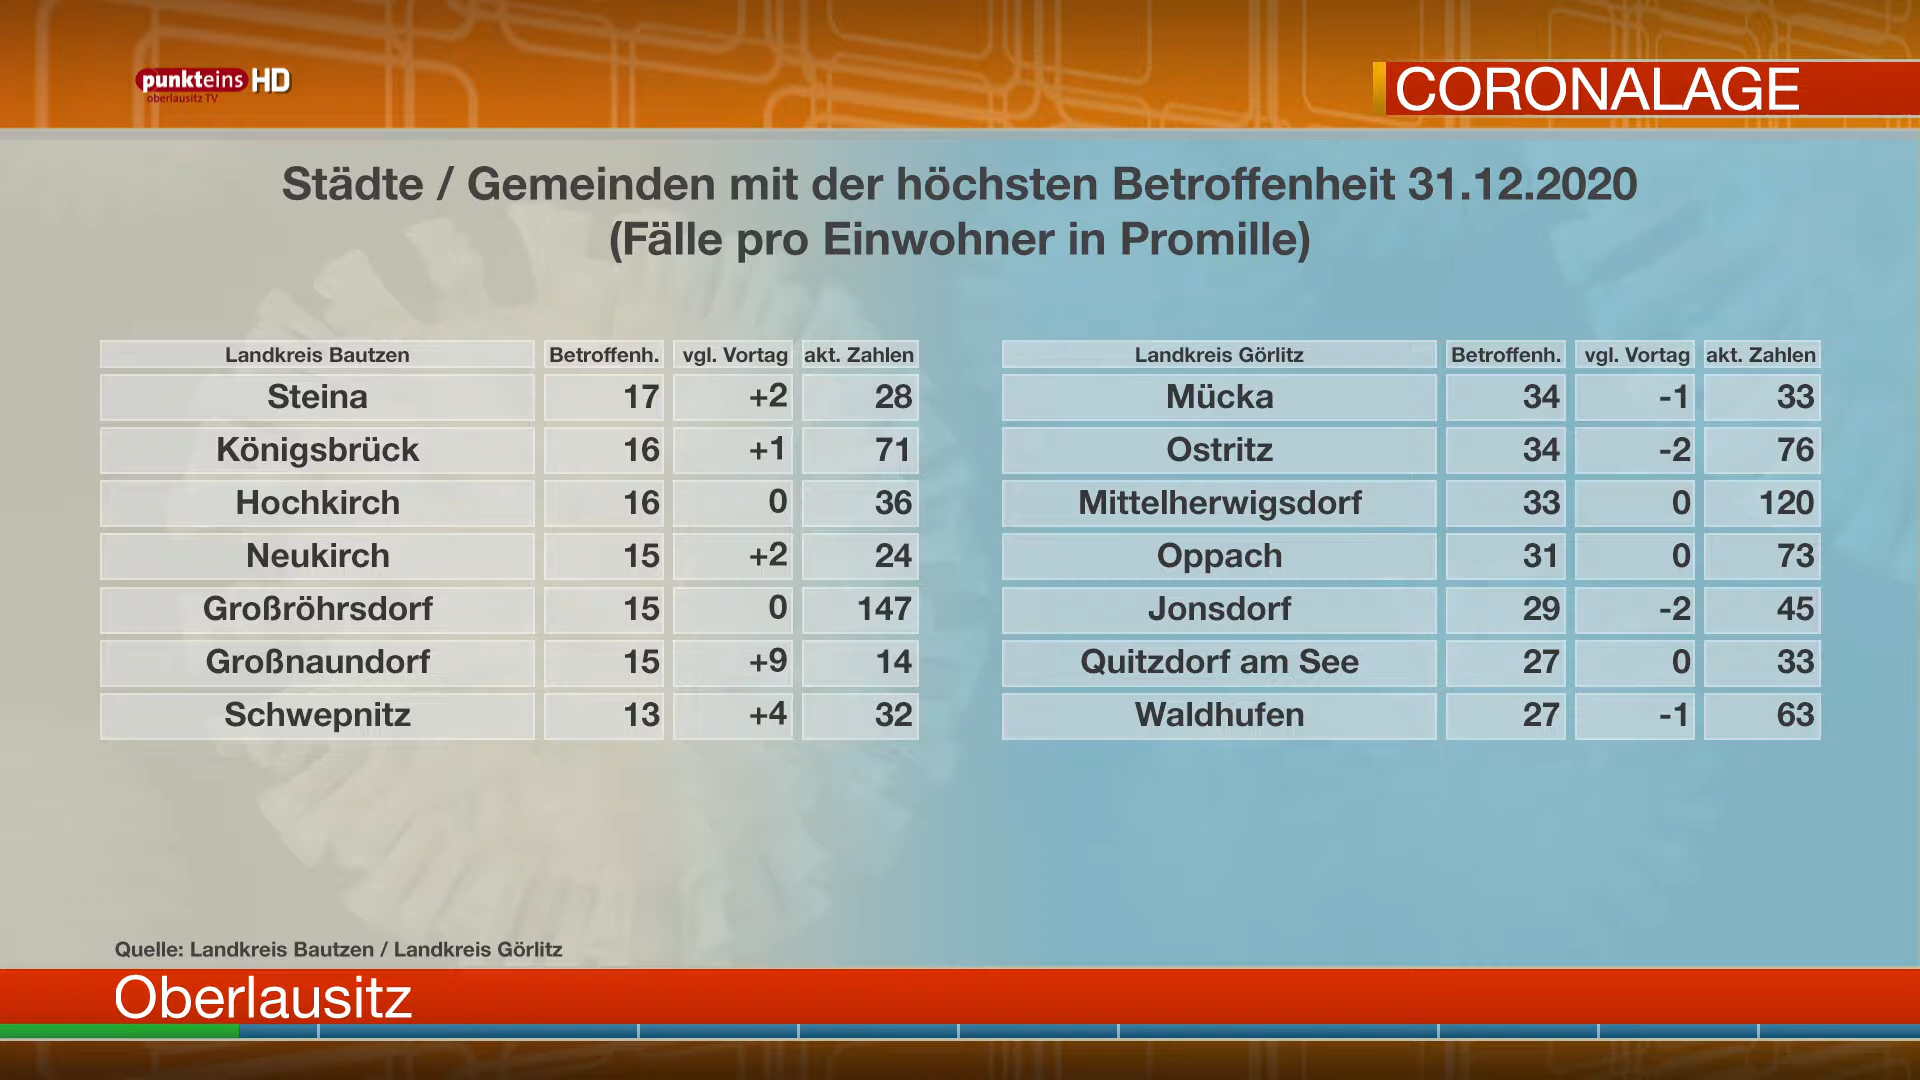 punkteins HD
oberlausitz TV
CORONALAGE
Städte / Gemeinden mit der höchsten Betroffenheit 31.12.2020
(Fälle pro Einwohner in Promille)
Landkreis Bautzen Betroffenh. vgl. Vortag akt. Zahlen
Steina 17 +2 28
Königsbrück 16 +1 71
Hochkirch 16 0 36
Neukirch 15 +2 24
Großröhrsdorf 15 0 147
Großnaundorf 15 +9 14
Schwepnitz 13 +4 32
Landkreis Görlitz Betroffenh. vgl. Vortag akt. Zahlen
Mücka 34 -1 33
Ostritz 34 -2 76
Mittelherwigsdorf 33 0 120
Oppach 31 0 73
Jonsdorf 29 -2 45
Quitzdorf am See 27 0 33
Waldhufen 27 -1 63
Quelle: Landkreis Bautzen / Landkreis Görlitz
Oberlausitz